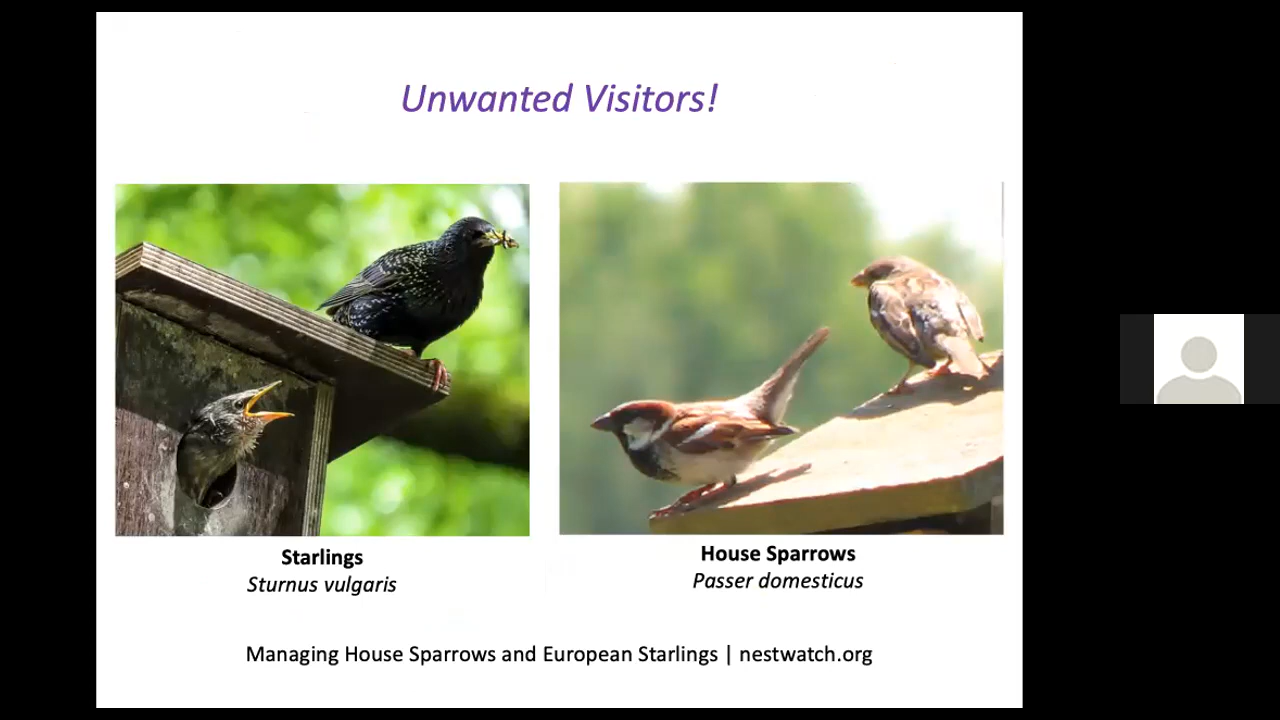 Unwanted Visitors!
Starlings
Sturnus vulgaris
House Sparrows
Passer domesticus
Managing House Sparrows and European Starlings | nestwatch.org